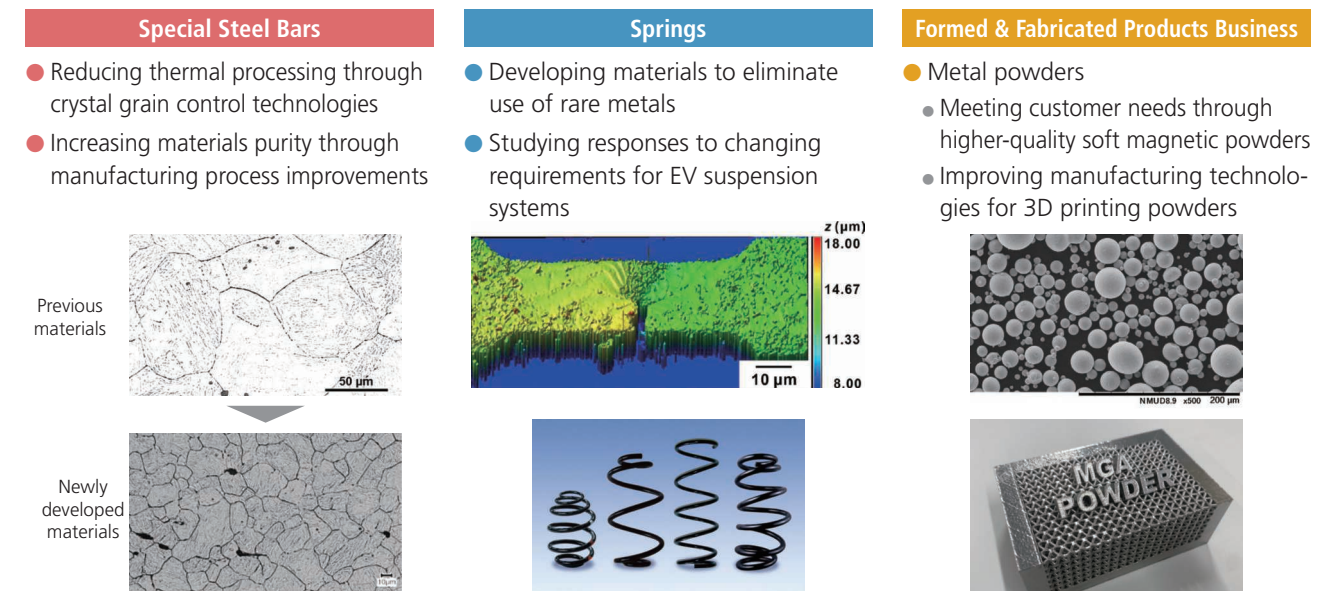 Special Steel Bars
● Reducing thermal processing through
crystal grain control technologies
● Increasing materials purity through
manufacturing process improvements
Previous
materials
50 µm
Newly
developed
materials
10µm
Springs
● Developing materials to eliminate
use of rare metals
● Studying responses to changing
requirements for EV suspension
systems
z (µm)
18.00
14.67
11.33
8.00
10 µm
Formed & Fabricated Products Business
● Metal powders
● Meeting customer needs through
higher-quality soft magnetic powders
● Improving manufacturing technolo-
gies for 3D printing powders
NMUD8.9 x500 200 µm
MGA
POWDER